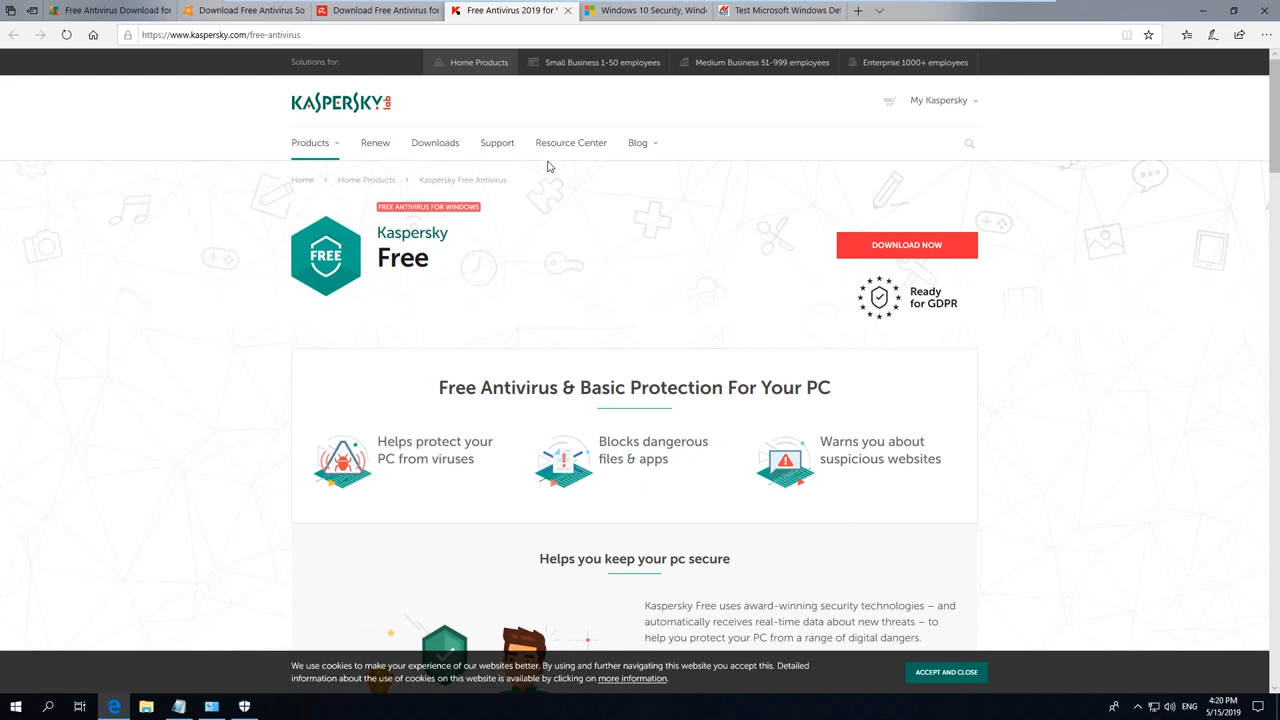 Free Antivirus Download for
Download Free Antivirus So
Download Free Antivirus for
Free Antivirus 2019 for
Windows 10 Security, Wind
Test Microsoft Windows Def
https://www.kaspersky.com/free-antivirus
Solutions for:
Home Products
Small Business 1-50 employees
Medium Business 51-999 employees
Enterprise 1000+ employees
KASPERSKY lab
My Kaspersky
Products
Renew
Downloads
Support
Resource Center
Blog
Home
Home Products
Kaspersky Free Antivirus
FREE ANTIVIRUS FOR WINDOWS
Kaspersky
Free
FREE
DOWNLOAD NOW
Ready
for GDPR
Free Antivirus & Basic Protection For Your PC
Helps protect your
PC from viruses
Blocks dangerous
files & apps
Warns you about
suspicious websites
Helps you keep your pc secure
Kaspersky Free uses award-winning security technologies – and
automatically receives real-time data about new threats – to
help you protect your PC from a range of digital dangers.
We use cookies to make your experience of our websites better. By using and further navigating this website you accept this. Detailed
information about the use of cookies on this website is available by clicking on more information.
ACCEPT AND CLOSE
ENG
4:20 PM
5/15/2019